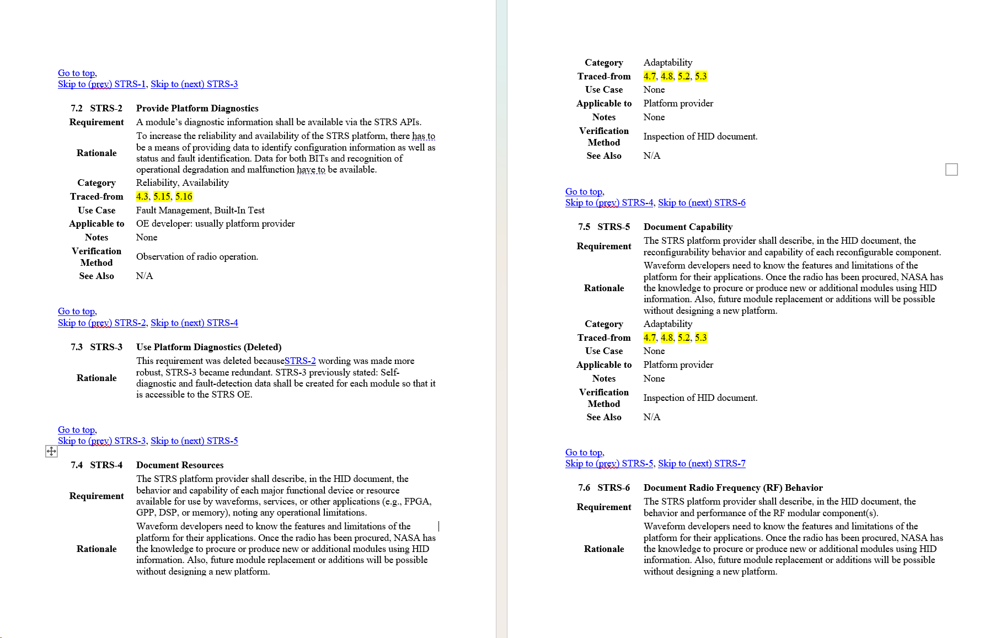 Go to top,
Skip to (prev) STRS-1, Skip to (next) STRS-3
7.2 STRS-2 Provide Platform Diagnostics
Requirement A module’s diagnostic information shall be available via the STRS APIs.
Rationale To increase the reliability and availability of the STRS platform, there has to
be a means of providing data to identify configuration information as well as
status and fault identification. Data for both BITs and recognition of
operational degradation and malfunction have to be available.
Category Reliability, Availability
Traced-from 4.3, 5.15, 5.16
Use Case Fault Management, Built-In Test
Applicable to OE developer: usually platform provider
Notes None
Verification
Method Observation of radio operation.
See Also N/A
Go to top,
Skip to (prev) STRS-2, Skip to (next) STRS-4
7.3 STRS-3 Use Platform Diagnostics (Deleted)
Rationale This requirement was deleted becauseSTRS-2 wording was made more
robust, STRS-3 became redundant. STRS-3 previously stated: Self-
diagnostic and fault-detection data shall be created for each module so that it
is accessible to the STRS OE.
Go to top,
Skip to (prev) STRS-3, Skip to (next) STRS-5
7.4 STRS-4 Document Resources
Requirement The STRS platform provider shall describe, in the HID document, the
behavior and capability of each major functional device or resource
available for use by waveforms, services, or other applications (e.g., FPGA,
GPP, DSP, or memory), noting any operational limitations.
Rationale Waveform developers need to know the features and limitations of the
platform for their applications. Once the radio has been procured, NASA has
the knowledge to procure or produce new or additional modules using HID
information. Also, future module replacement or additions will be possible
without designing a new platform.
Category Adaptability
Traced-from 4.7, 4.8, 5.2, 5.3
Use Case None
Applicable to Platform provider
Notes None
Verification
Method Inspection of HID document.
See Also N/A
Go to top,
Skip to (prev) STRS-4, Skip to (next) STRS-6
7.5 STRS-5 Document Capability
Requirement The STRS platform provider shall describe, in the HID document, the
reconfigurability behavior and capability of each reconfigurable component.
Rationale Waveform developers need to know the features and limitations of the
platform for their applications. Once the radio has been procured, NASA has
the knowledge to procure or produce new or additional modules using HID
information. Also, future module replacement or additions will be possible
without designing a new platform.
Category Adaptability
Traced-from 4.7, 4.8, 5.2, 5.3
Use Case None
Applicable to Platform provider
Notes None
Verification
Method Inspection of HID document.
See Also N/A
Go to top,
Skip to (prev) STRS-5, Skip to (next) STRS-7
7.6 STRS-6 Document Radio Frequency (RF) Behavior
Requirement The STRS platform provider shall describe, in the HID document, the
behavior and performance of the RF modular component(s).
Rationale Waveform developers need to know the features and limitations of the
platform for their applications. Once the radio has been procured, NASA has
the knowledge to procure or produce new or additional modules using HID
information. Also, future module replacement or additions will be possible
without designing a new platform.